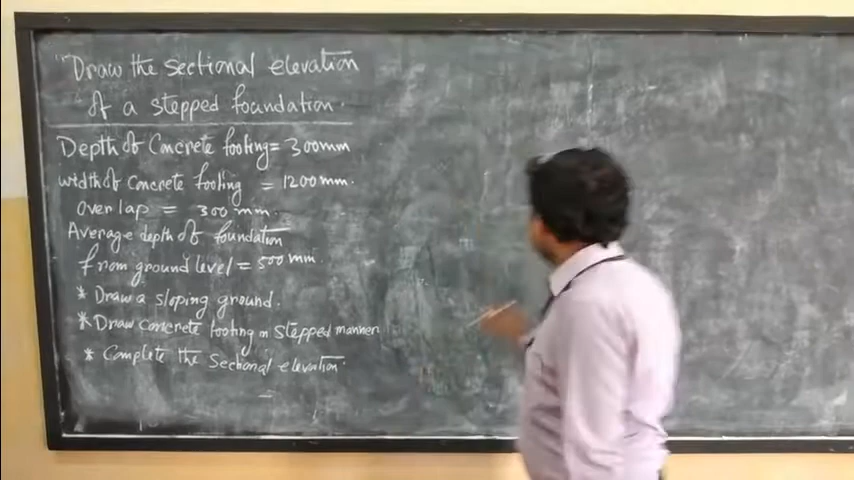 Draw the sectional elevation
of a stepped foundation.
Depth of Concrete footing = 300mm
width of Concrete footing = 1200mm.
Over lap = 300 mm.
Average depth of foundation
from ground level = 500mm.
* Draw a sloping ground.
* Draw Concrete footing in stepped manner
* Complete the Sectional elevation.